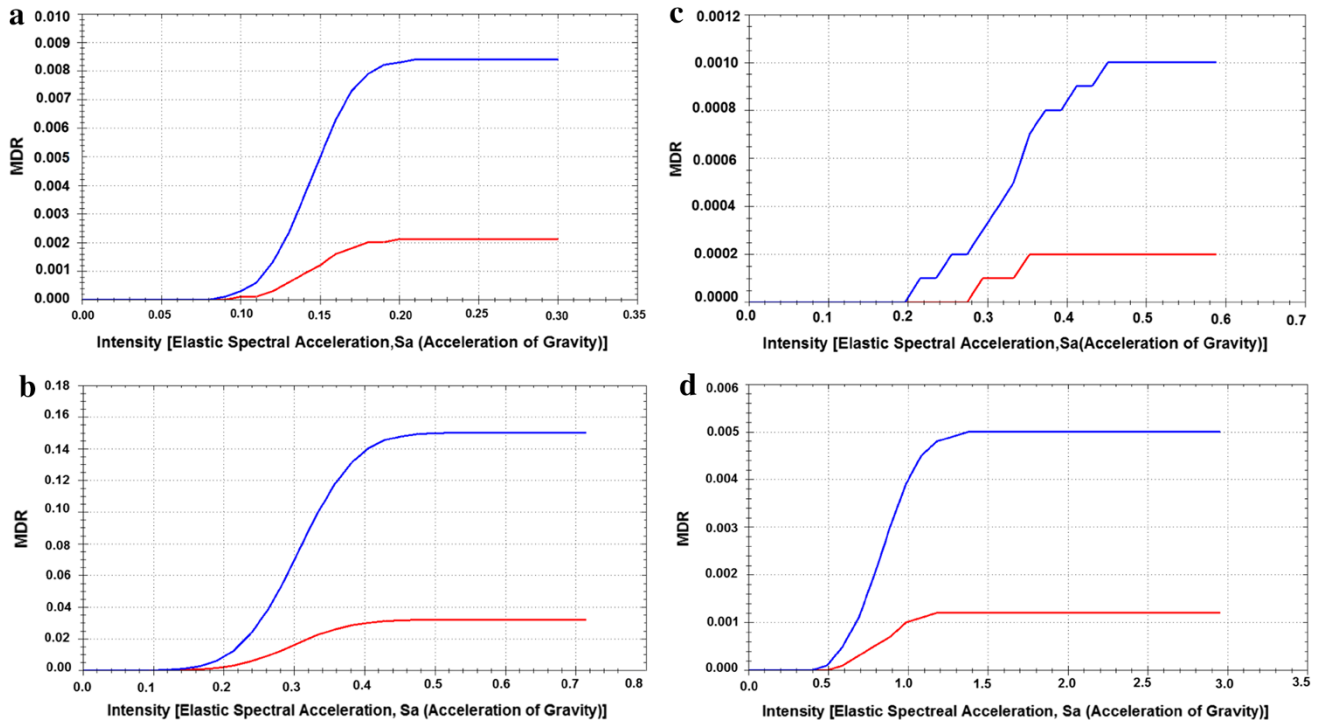 a
0.010
0.009
0.008
0.007
0.006
0.005
0.004
0.003
0.002
0.001
0.000
MDR
0.00 0.05 0.10 0.15 0.20 0.25 0.30 0.35
Intensity [Elastic Spectral Acceleration,Sa (Acceleration of Gravity)]
c
0.0012
0.0010
0.0008
0.0006
0.0004
0.0002
0.0000
MDR
0.0 0.1 0.2 0.3 0.4 0.5 0.6 0.7
Intensity [Elastic Spectral Acceleration,Sa(Acceleration of Gravity)]
b
0.18
0.16
0.14
0.12
0.10
0.08
0.06
0.04
0.02
0.00
MDR
0.0 0.1 0.2 0.3 0.4 0.5 0.6 0.7 0.8
Intensity [Elastic Spectral Acceleration, Sa (Acceleration of Gravity)]
d
0.006
0.005
0.004
0.003
0.002
0.001
0.000
MDR
0.0 0.5 1.0 1.5 2.0 2.5 3.0 3.5
Intensity [Elastic Spectreal Acceleration, Sa (Acceleration of Gravity)]